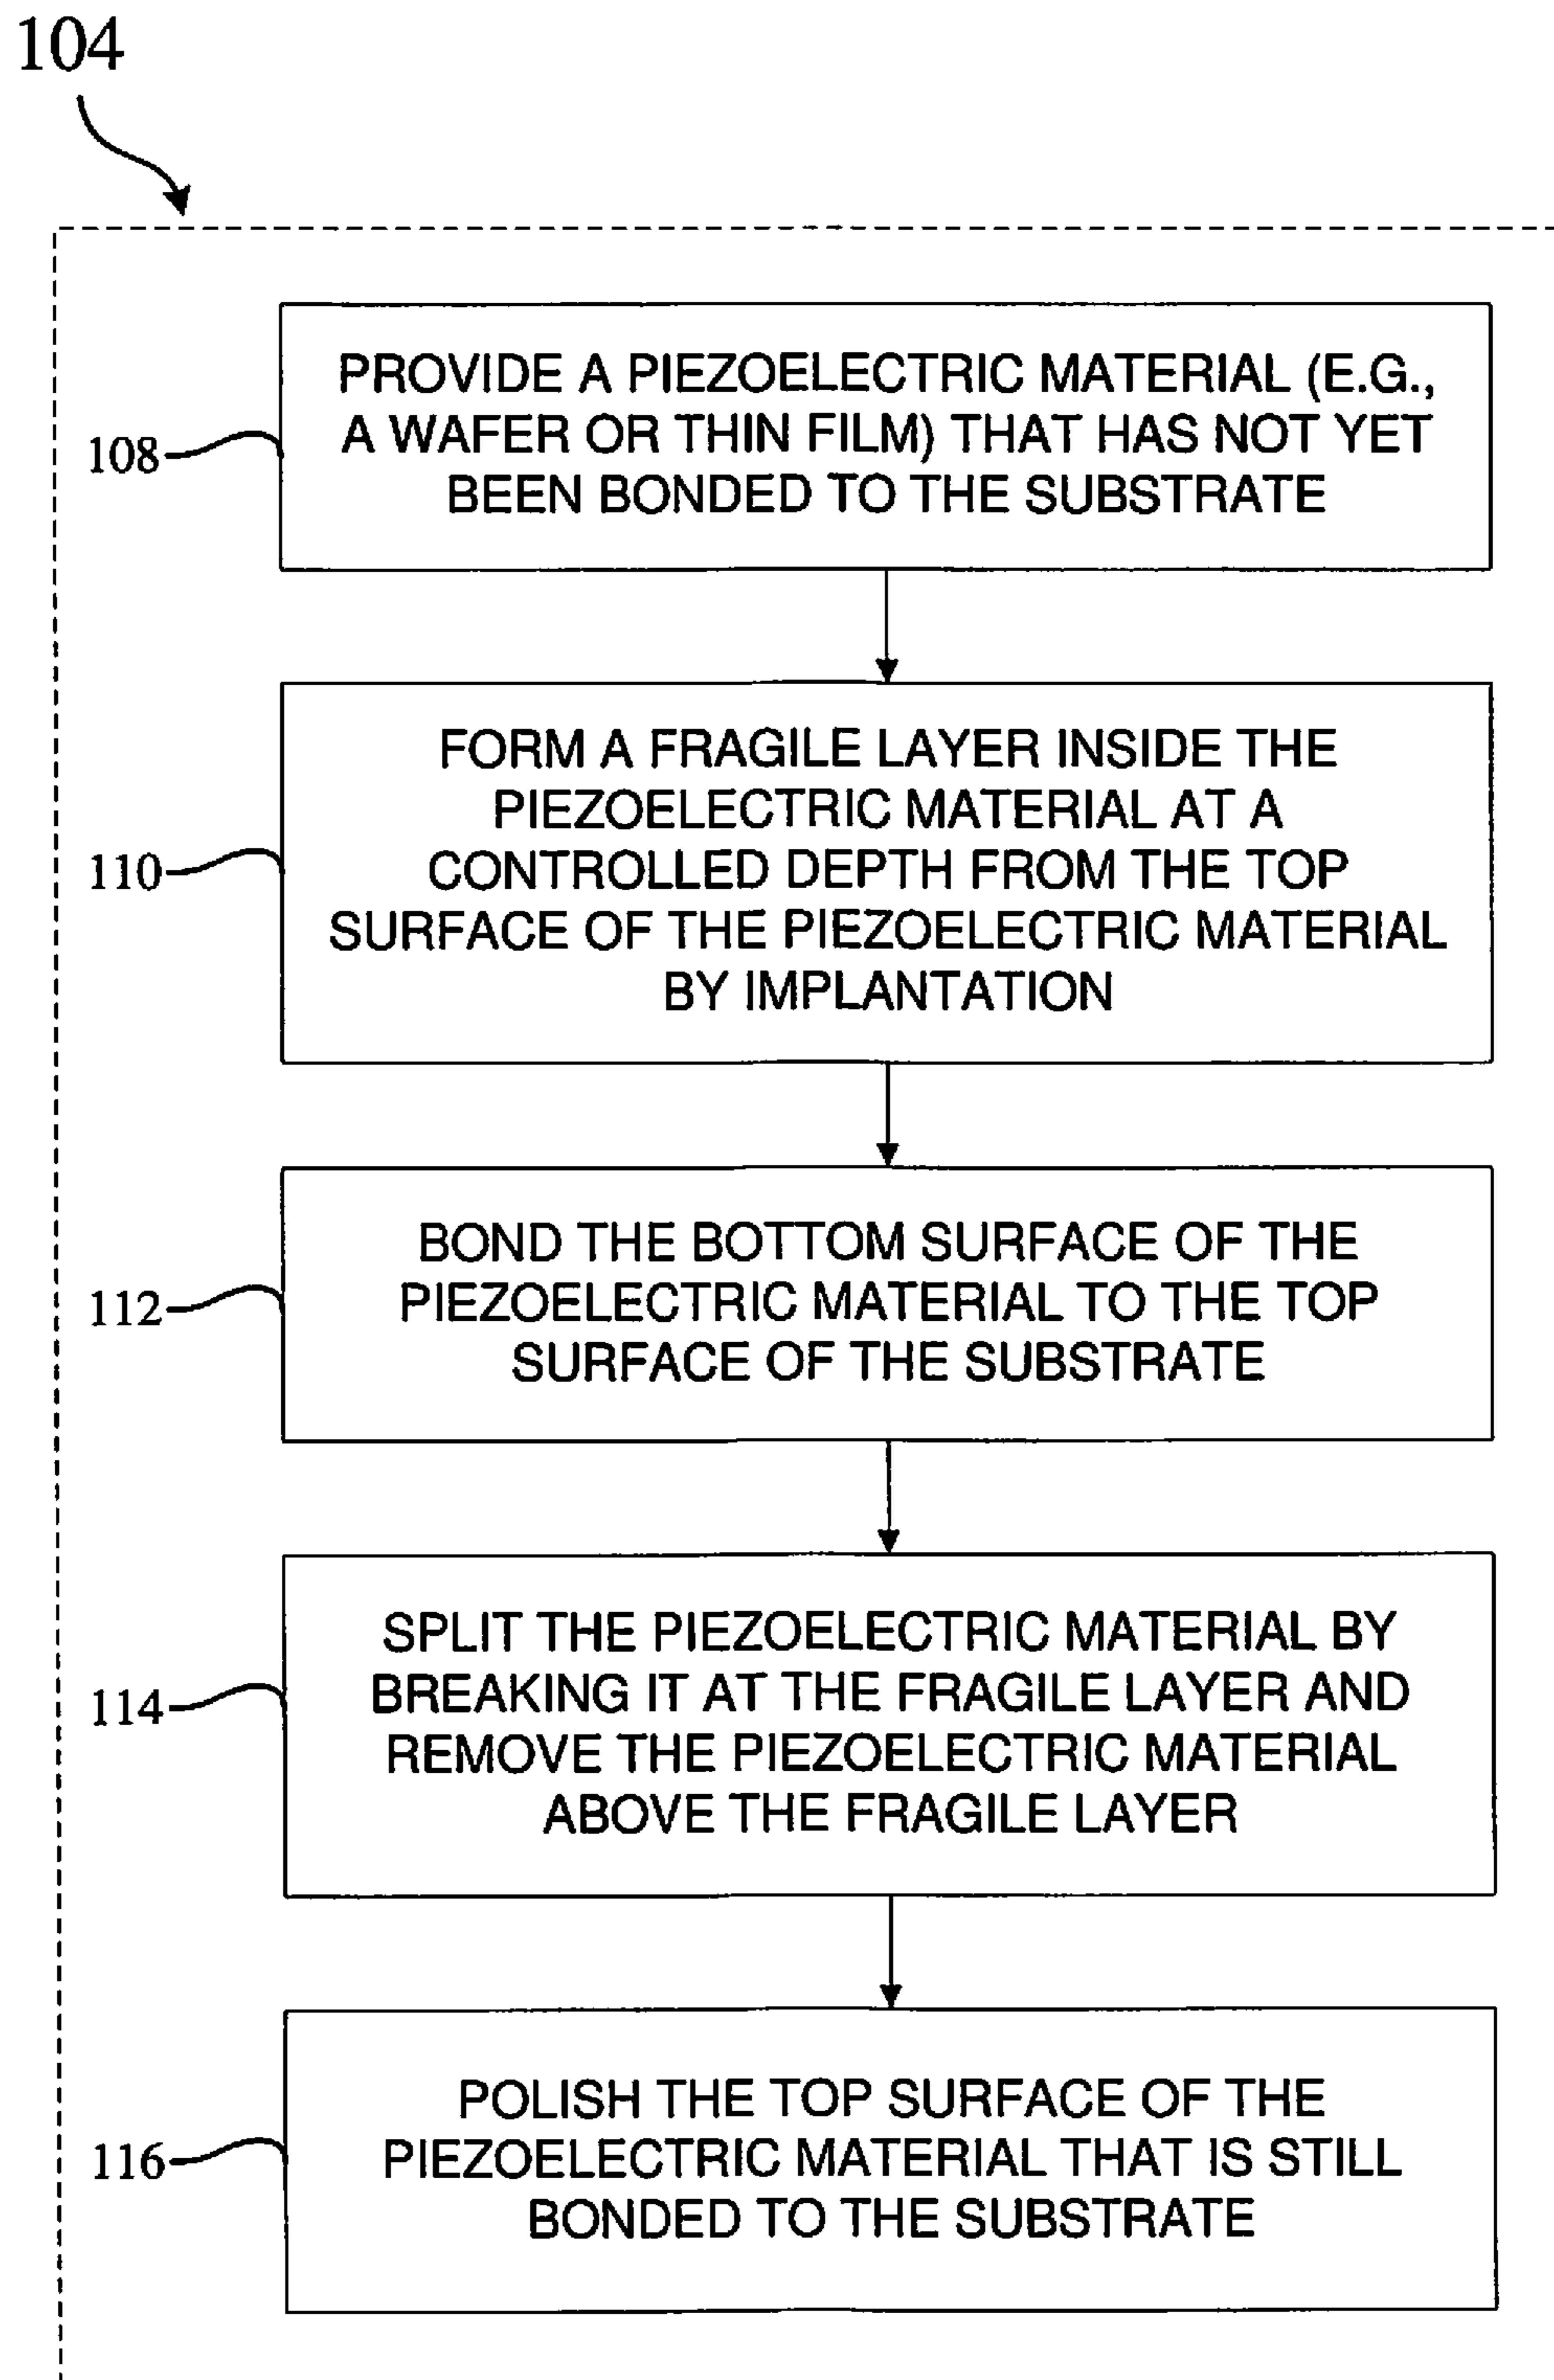 104
PROVIDE A PIEZOELECTRIC MATERIAL (E.G.,
A WAFER OR THIN FILM) THAT HAS NOT YET
BEEN BONDED TO THE SUBSTRATE
108
FORM A FRAGILE LAYER INSIDE THE
PIEZOELECTRIC MATERIAL AT A
CONTROLLED DEPTH FROM THE TOP
SURFACE OF THE PIEZOELECTRIC MATERIAL
BY IMPLANTATION
110
BOND THE BOTTOM SURFACE OF THE
PIEZOELECTRIC MATERIAL TO THE TOP
SURFACE OF THE SUBSTRATE
112
SPLIT THE PIEZOELECTRIC MATERIAL BY
BREAKING IT AT THE FRAGILE LAYER AND
REMOVE THE PIEZOELECTRIC MATERIAL
ABOVE THE FRAGILE LAYER
114
POLISH THE TOP SURFACE OF THE
PIEZOELECTRIC MATERIAL THAT IS STILL
BONDED TO THE SUBSTRATE
116